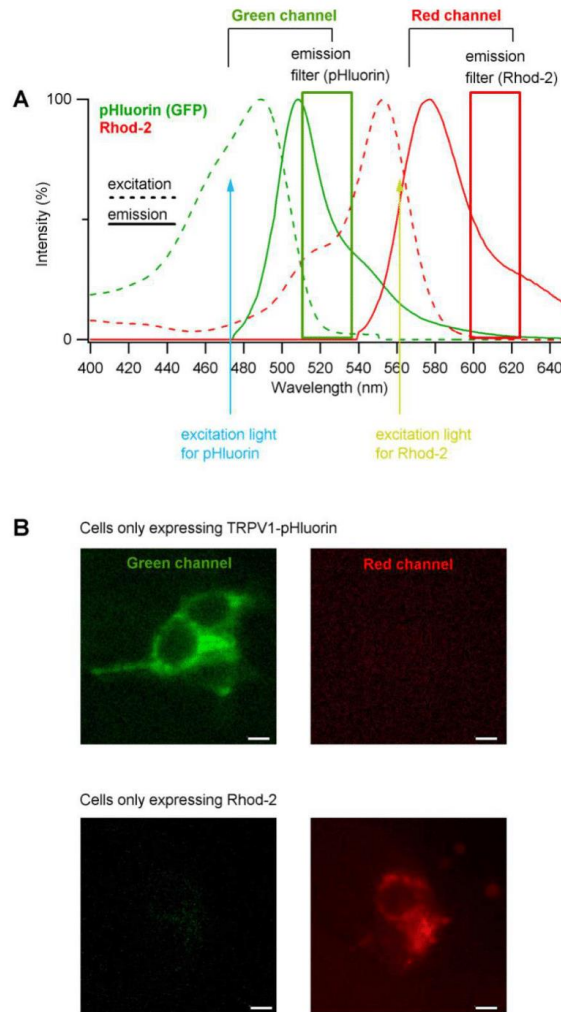 Green channel
Red channel
emission
filter (pHluorin)
emission
filter (Rhod-2)
A
100
pHluorin (GFP)
Rhod-2
excitation
emission
Intensity (%)
0
400 420 440 460 480 500 520 540 560 580 600 620 640
Wavelength (nm)
excitation light
for pHluorin
excitation light
for Rhod-2
B
Cells only expressing TRPV1-pHluorin
Green channel
Red channel
Cells only expressing Rhod-2